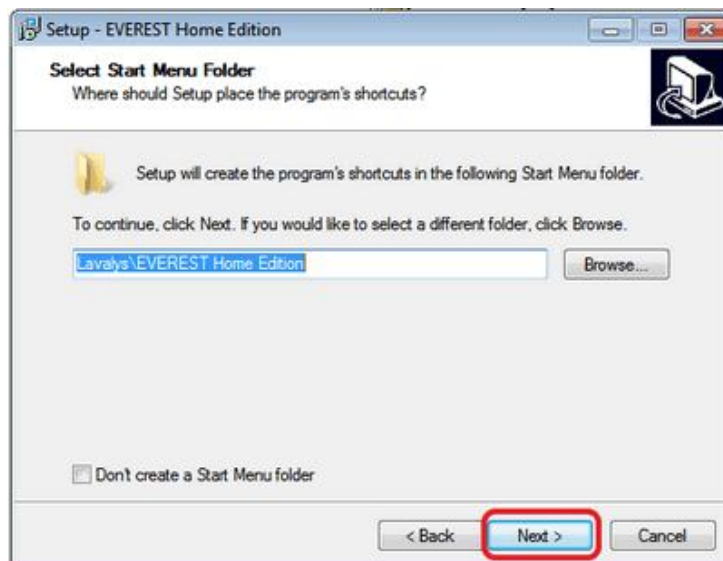 Setup - EVEREST Home Edition
Select Start Menu Folder
Where should Setup place the program's shortcuts?
Setup will create the program's shortcuts in the following Start Menu folder.
To continue, click Next. If you would like to select a different folder, click Browse.
Lavalys\EVEREST Home Edition
Browse...
Don't create a Start Menu folder
< Back Next > Cancel